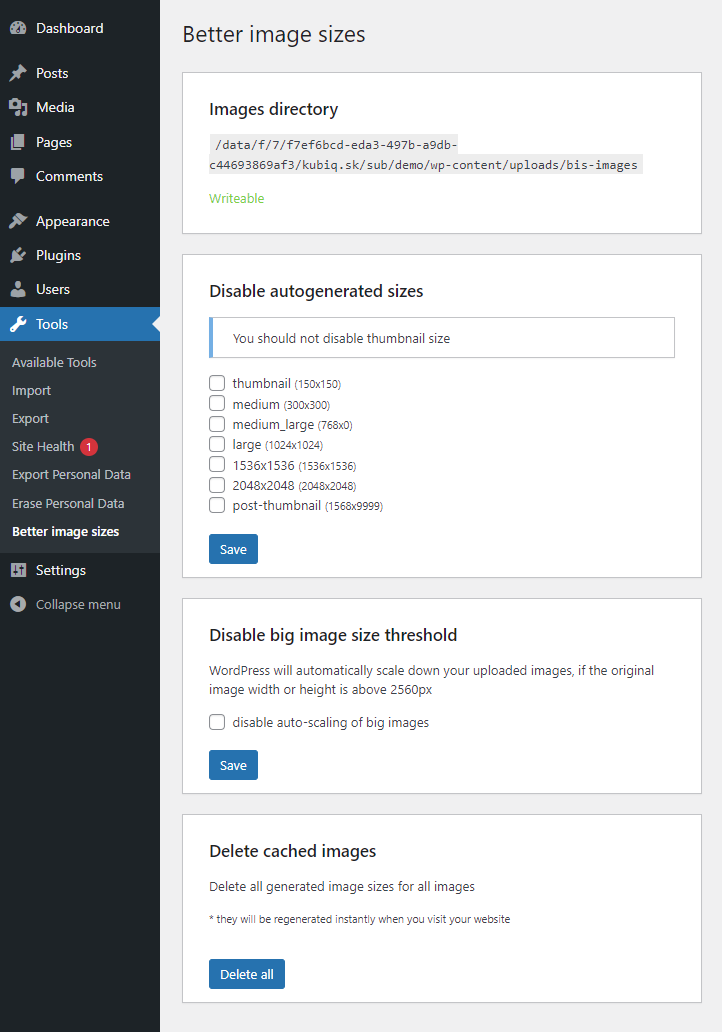 Dashboard
Posts
Media
Pages
Comments
Appearance
Plugins
Users
Tools
Available Tools
Import
Export
Site Health 1
Export Personal Data
Erase Personal Data
Better image sizes
Settings
Collapse menu
Better image sizes
Images directory
/data/f/7/f7ef6bcd-eda3-497b-a9db-
c44693869af3/kubiq.sk/sub/demo/wp-content/uploads/bis-images
Writeable
Disable autogenerated sizes
You should not disable thumbnail size
thumbnail (150x150)
medium (300x300)
medium_large (768x0)
large (1024x1024)
1536x1536 (1536x1536)
2048x2048 (2048x2048)
post-thumbnail (1568x9999)
Save
Disable big image size threshold
WordPress will automatically scale down your uploaded images, if the original
image width or height is above 2560px
disable auto-scaling of big images
Save
Delete cached images
Delete all generated image sizes for all images
* they will be regenerated instantly when you visit your website
Delete all